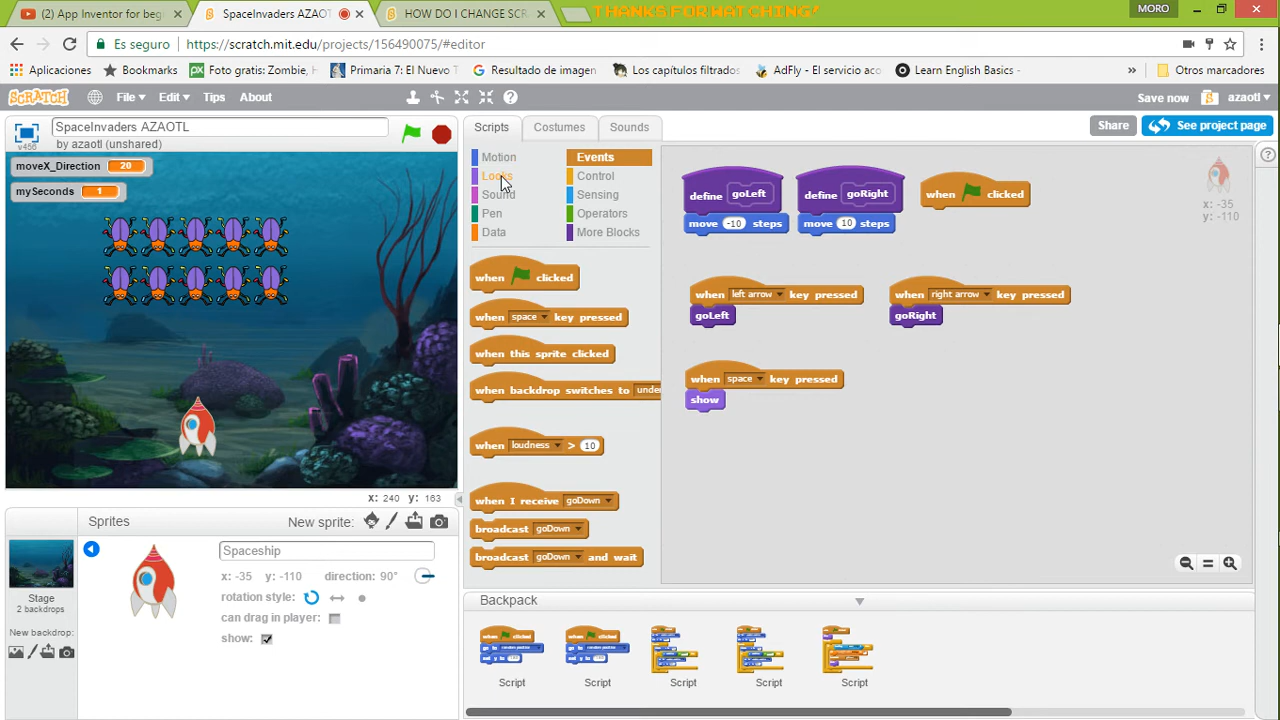 THANKS FOR WATCHING!
(2) App Inventor for begi
SpaceInvaders AZAOTL
HOW DO I CHANGE SCR
MORO
Es seguro
https://scratch.mit.edu/projects/156490075/#editor
Aplicaciones
Bookmarks
Foto gratis: Zombie, H
Primaria 7: El Nuevo T
Resultado de imagen
Los capítulos filtrados
AdFly - El servicio ac
Learn English Basics -
»
Otros marcadores
SCRATCH
File
Edit
Tips
About
Save now
azaotl
SpaceInvaders AZAOTL
by azaotl (unshared)
v456
Scripts
Costumes
Sounds
Share
See project page
moveX_Direction 20
mySeconds 1
Motion
Looks
Sound
Pen
Data
Events
Control
Sensing
Operators
More Blocks
when clicked
when space key pressed
when this sprite clicked
when backdrop switches to unde
when loudness > 10
when I receive goDown
broadcast goDown
broadcast goDown and wait
define goLeft
move -10 steps
define goRight
move 10 steps
when clicked
when left arrow key pressed
goLeft
when right arrow key pressed
goRight
when space key pressed
show
x: -35
y: -110
x: 240 y: 163
Sprites
New sprite:
Stage
2 backdrops
New backdrop:
Spaceship
x: -35 y: -110 direction: 90°
rotation style:
can drag in player:
show:
Backpack
Script
Script
Script
Script
Script